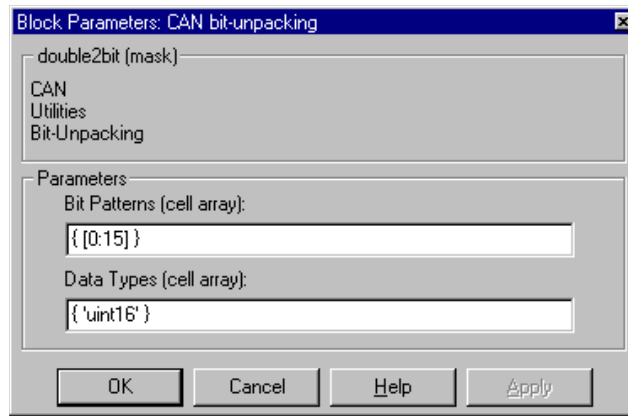 Block Parameters: CAN bit-unpacking
double2bit (mask)
CAN
Utilities
Bit-Unpacking
Parameters
Bit Patterns (cell array):
{ [0:15] }
Data Types (cell array):
{ 'uint16' }
OK Cancel Help Apply